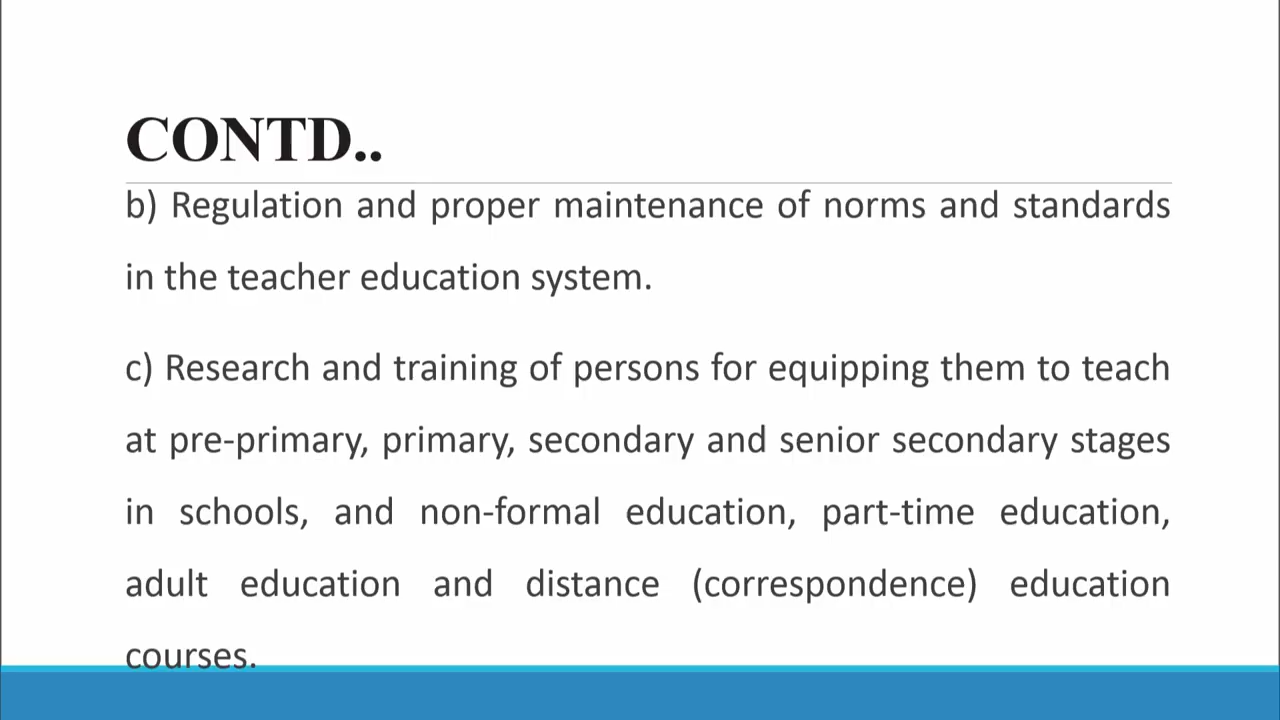 CONTD..
b) Regulation and proper maintenance of norms and standards
in the teacher education system.
c) Research and training of persons for equipping them to teach
at pre-primary, primary, secondary and senior secondary stages
in schools, and non-formal education, part-time education,
adult education and distance (correspondence) education
courses.